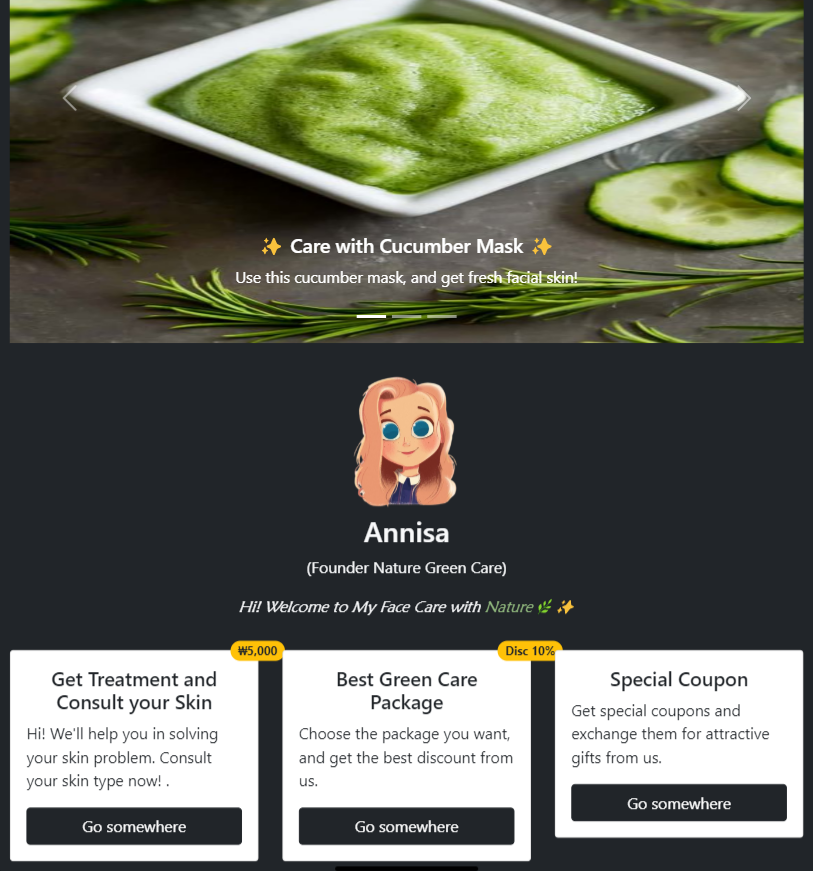 ✨ Care with Cucumber Mask ✨
Use this cucumber mask, and get fresh facial skin!
Annisa
(Founder Nature Green Care)
Hi! Welcome to My Face Care with Nature 🌿 ✨
₩5,000
Get Treatment and
Consult your Skin
Hi! We'll help you in solving
your skin problem. Consult
your skin type now! .
Go somewhere
Disc 10%
Best Green Care
Package
Choose the package you want,
and get the best discount from
us.
Go somewhere
Special Coupon
Get special coupons and
exchange them for attractive
gifts from us.
Go somewhere